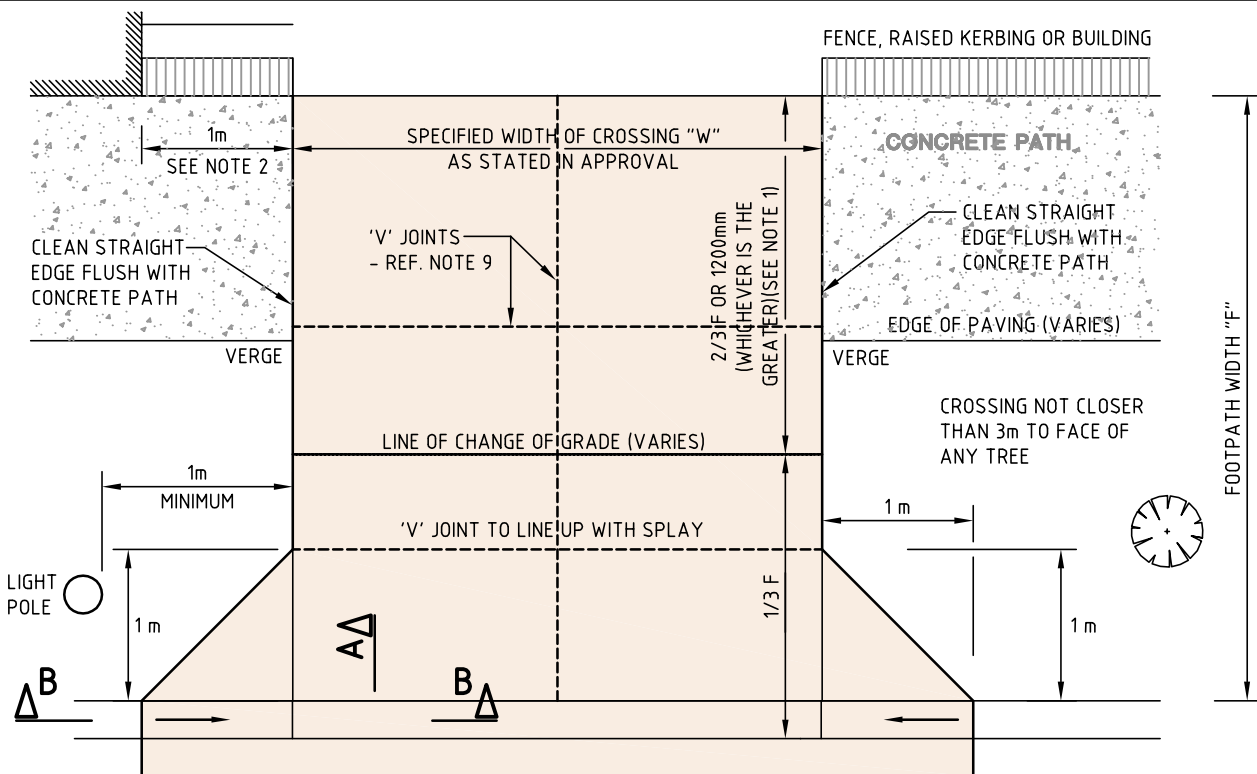 FENCE, RAISED KERBING OR BUILDING
1m
SEE NOTE 2
SPECIFIED WIDTH OF CROSSING "W"
AS STATED IN APPROVAL
CONCRETE PATH
CLEAN STRAIGHT
EDGE FLUSH WITH
CONCRETE PATH
'V' JOINTS
- REF. NOTE 9
2/3 F OR 1200mm
(WHICHEVER IS THE
GREATER)(SEE NOTE 1)
CLEAN STRAIGHT
EDGE FLUSH WITH
CONCRETE PATH
EDGE OF PAVING (VARIES)
VERGE
VERGE
FOOTPATH WIDTH "F"
CROSSING NOT CLOSER
THAN 3m TO FACE OF
ANY TREE
LINE OF CHANGE OF GRADE (VARIES)
1m
MINIMUM
1 m
'V' JOINT TO LINE UP WITH SPLAY
LIGHT
POLE
1 m
A
1/3 F
1 m
B
B